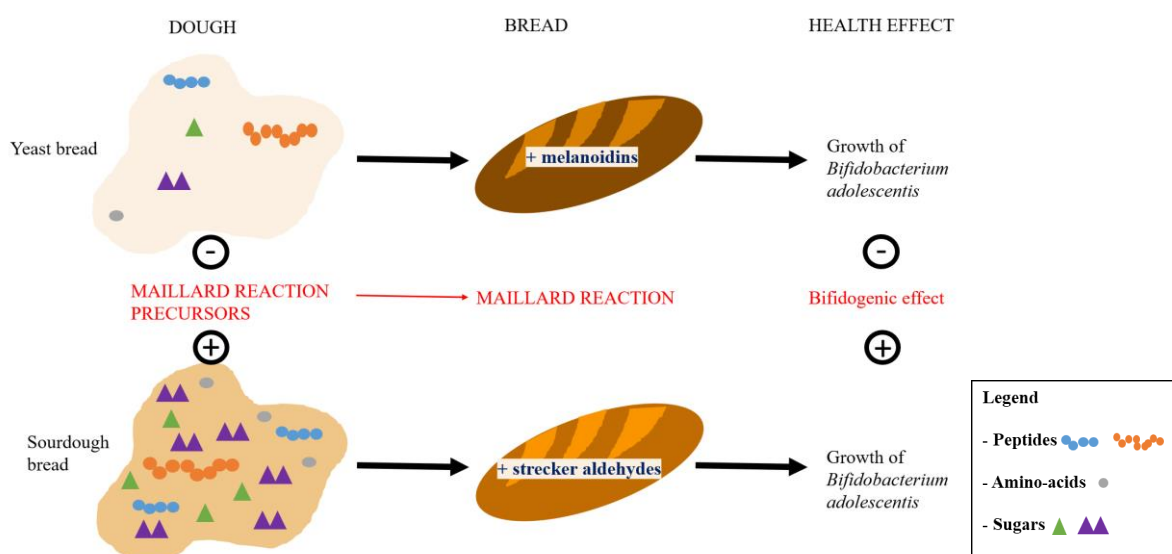 DOUGH
BREAD
HEALTH EFFECT
Yeast bread
+ melanoidins
Growth of
Bifidobacterium
adolescentis
-
-
MAILLARD REACTION
PRECURSORS
MAILLARD REACTION
Bifidogenic effect
+
+
Sourdough
bread
+ strecker aldehydes
Growth of
Bifidobacterium
adolescentis
Legend
- Peptides
- Amino-acids
- Sugars